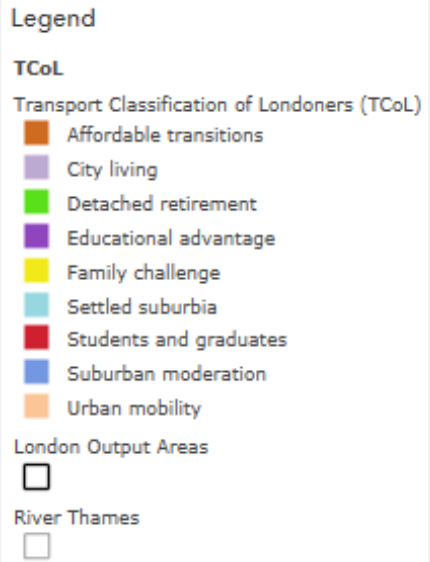 Legend
TCoL
Transport Classification of Londoners (TCoL)
Affordable transitions
City living
Detached retirement
Educational advantage
Family challenge
Settled suburbia
Students and graduates
Suburban moderation
Urban mobility
London Output Areas
River Thames